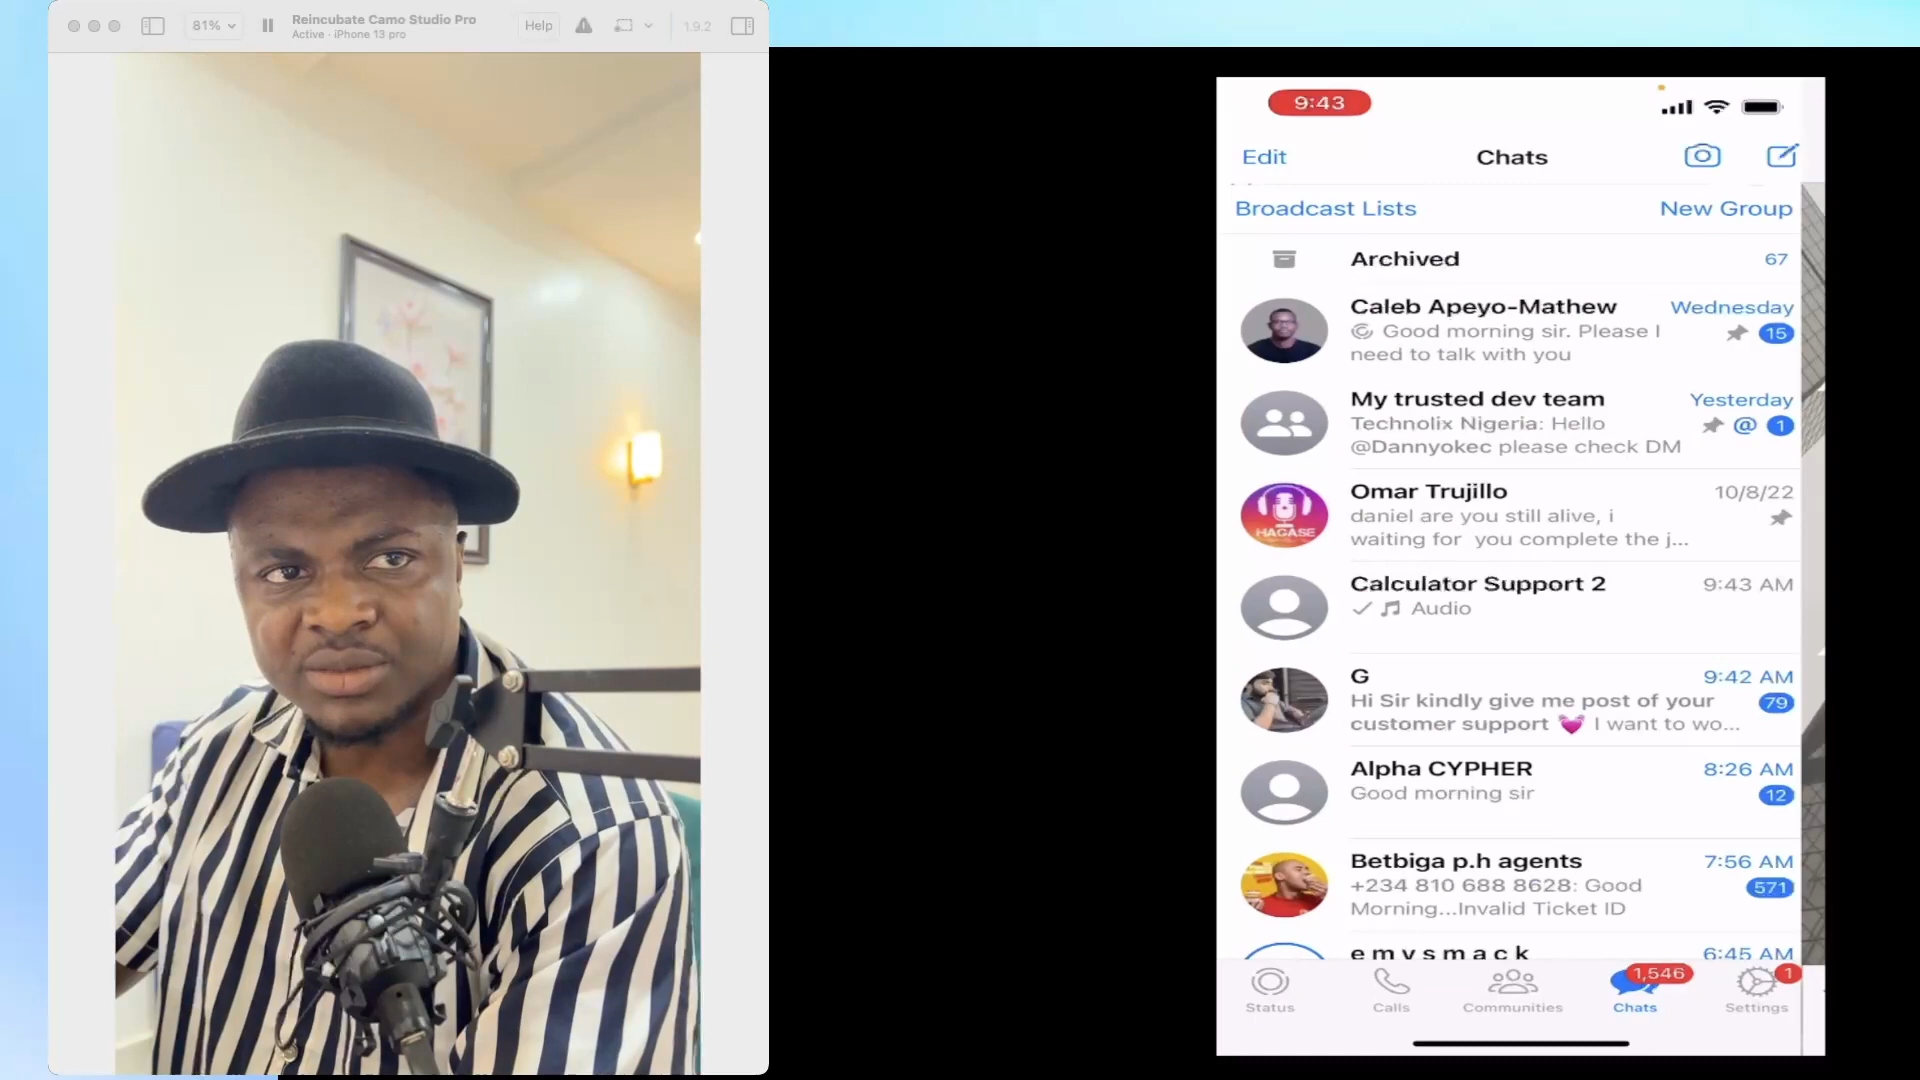 81%
Reincubate Camo Studio Pro
Active · iPhone 13 pro
Help
1.9.2
9:43
Edit
Chats
Broadcast Lists
New Group
Archived
67
Caleb Apeyo-Mathew
Wednesday
Good morning sir. Please I
need to talk with you
15
My trusted dev team
Yesterday
Technolix Nigeria: Hello
@Dannyokec please check DM
@ 1
Omar Trujillo
10/8/22
daniel are you still alive, i
waiting for you complete the j...
HAGASE
Calculator Support 2
9:43 AM
Audio
G
9:42 AM
Hi Sir kindly give me post of your
customer support 💓 I want to wo...
79
Alpha CYPHER
8:26 AM
Good morning sir
12
Betbiga p.h agents
7:56 AM
+234 810 688 8628: Good
Morning...Invalid Ticket ID
571
e m y s m a c k
6:45 AM
1,546
1
Status
Calls
Communities
Chats
Settings